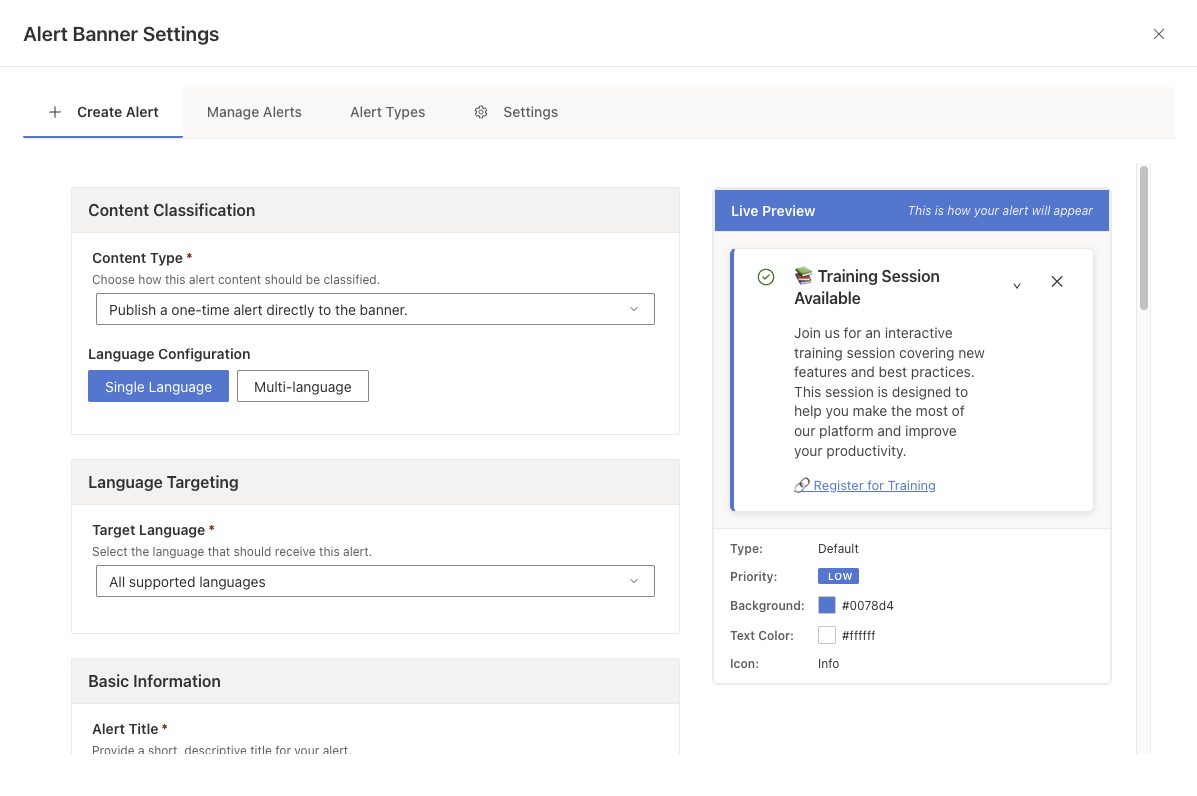 Alert Banner Settings
Create Alert
Manage Alerts
Alert Types
Settings
Content Classification
Content Type *
Choose how this alert content should be classified.
Publish a one-time alert directly to the banner.
Language Configuration
Single Language
Multi-language
Language Targeting
Target Language *
Select the language that should receive this alert.
All supported languages
Basic Information
Alert Title *
Provide a short, descriptive title for your alert.
Live Preview
This is how your alert will appear
📚 Training Session
Available
Join us for an interactive
training session covering new
features and best practices.
This session is designed to
help you make the most of
our platform and improve
your productivity.
🔗 Register for Training
Type: Default
Priority: LOW
Background: #0078d4
Text Color: #ffffff
Icon: Info